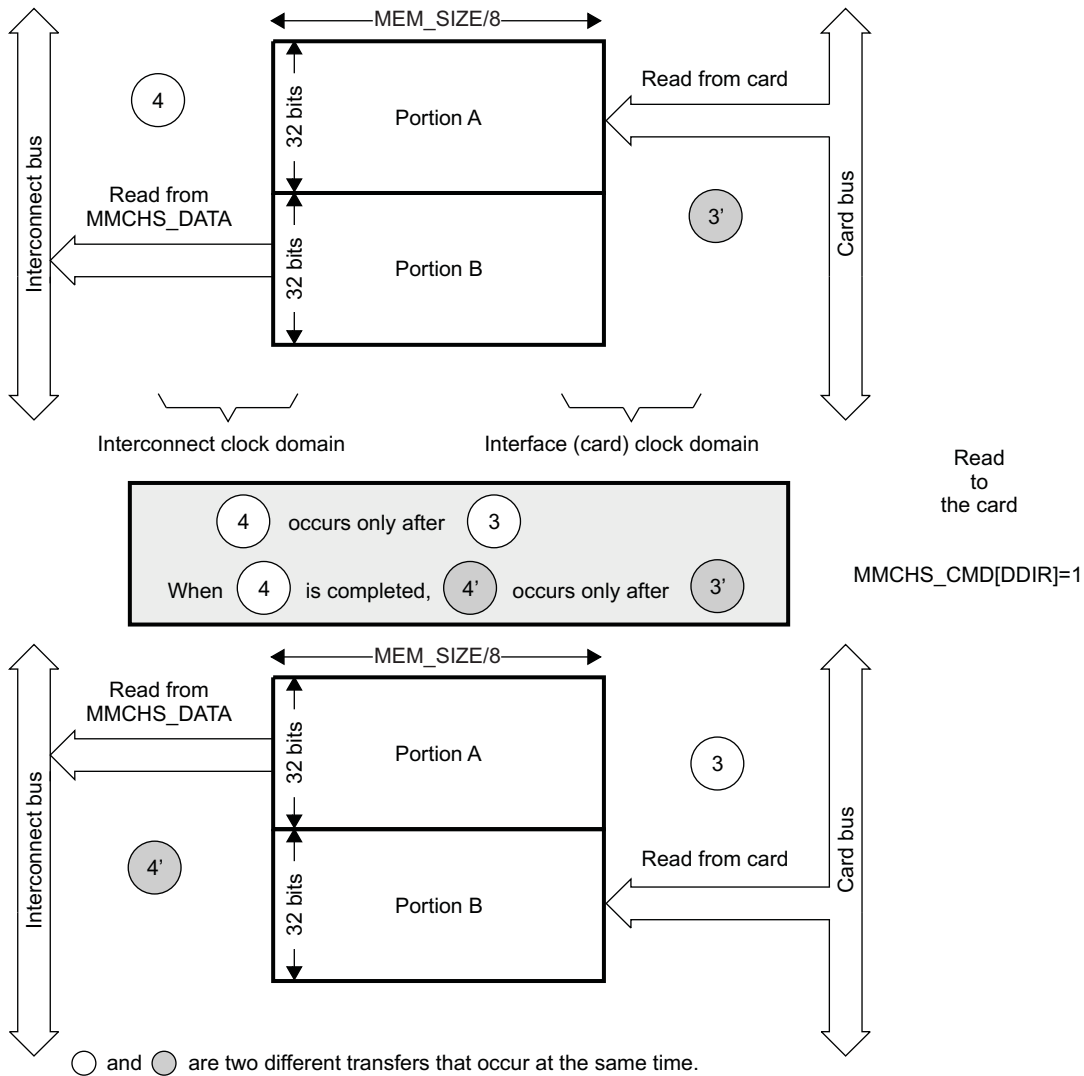 MEM_SIZE/8
Read from card
4
32 bits
Portion A
Interconnect bus
Read from
MMCHS_DATA
3’
Card bus
32 bits
Portion B
Interconnect clock domain
Interface (card) clock domain
Read
to
the card
4 occurs only after 3
When 4 is completed, 4’ occurs only after 3’
MMCHS_CMD[DDIR]=1
MEM_SIZE/8
Read from
MMCHS_DATA
32 bits
Portion A
3
Interconnect bus
4’
Read from card
Card bus
32 bits
Portion B
and are two different transfers that occur at the same time.